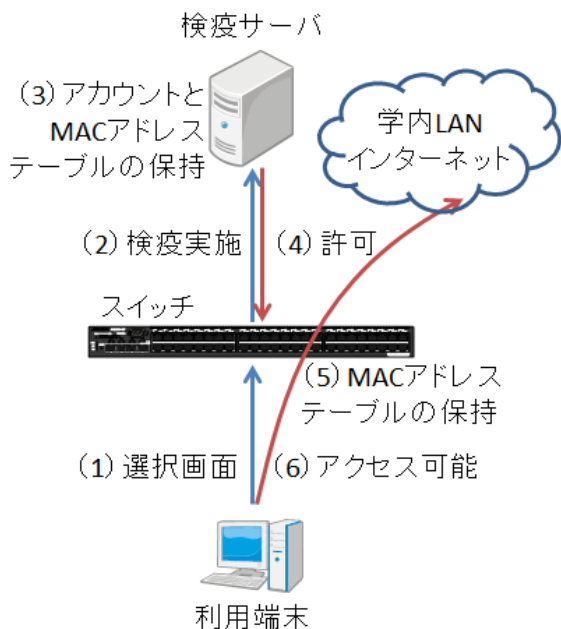 検疫サーバ
(3) アカウントと
MACアドレス
テーブルの保持
学内LAN
インターネット
(2) 検疫実施
(4) 許可
スイッチ
(5) MACアドレス
テーブルの保持
(1) 選択画面
(6) アクセス可能
利用端末